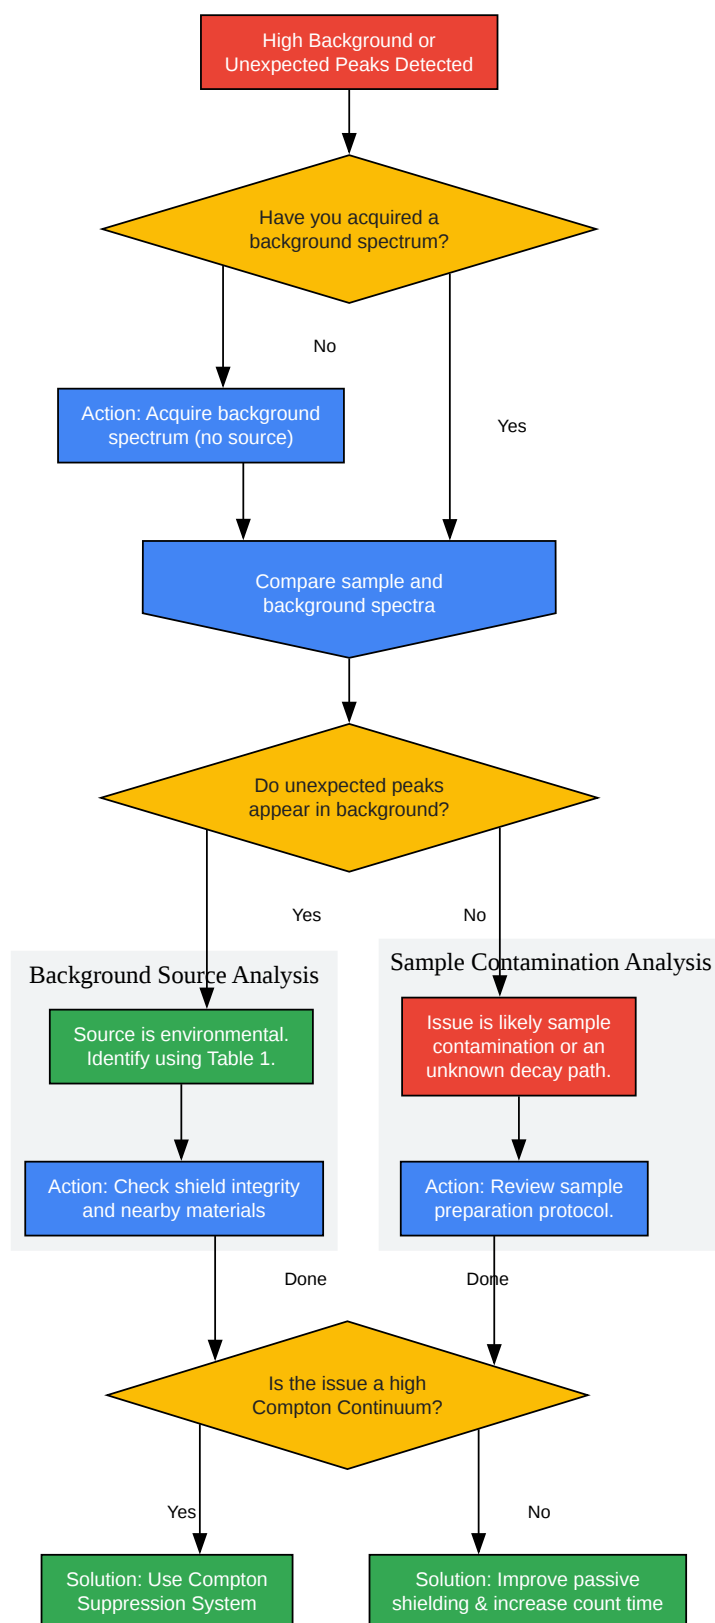 High Background or
Unexpected Peaks Detected
Have you acquired a
background spectrum?
No
Action: Acquire background
spectrum (no source)
Yes
Compare sample and
background spectra
Do unexpected peaks
appear in background?
Yes
No
Background Source Analysis
Sample Contamination Analysis
Source is environmental.
Identify using Table 1.
Issue is likely sample
contamination or an
unknown decay path.
Action: Check shield integrity
and nearby materials
Action: Review sample
preparation protocol.
Done
Done
Is the issue a high
Compton Continuum?
Yes
No
Solution: Use Compton
Suppression System
Solution: Improve passive
shielding & increase count time